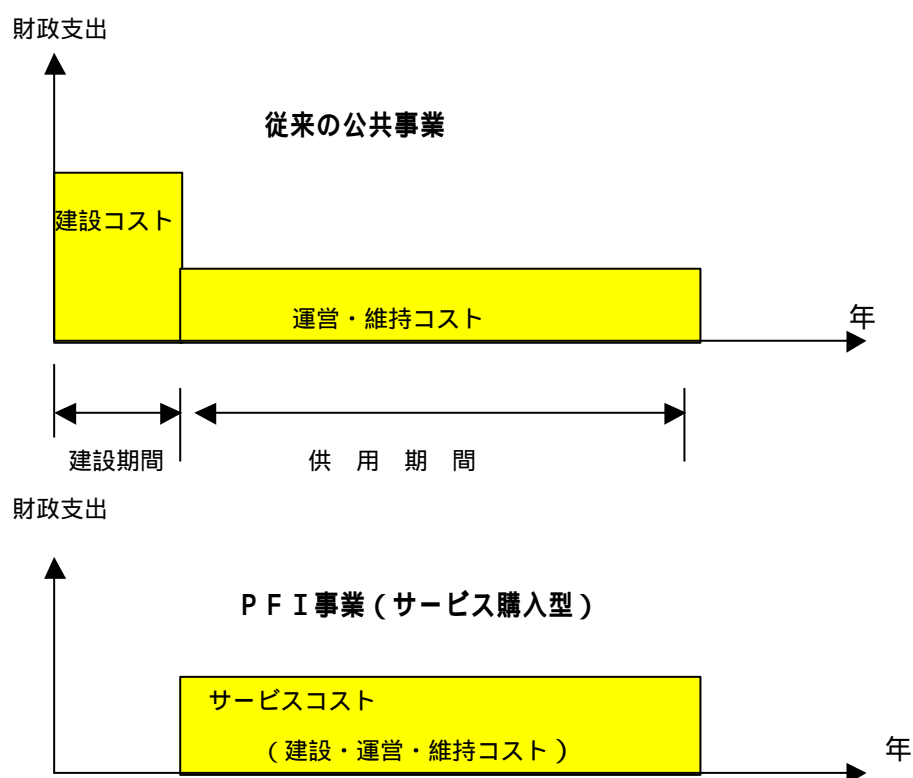 財政支出
従来の公共事業
建設コスト
運営・維持コスト
年
建設期間
供 用 期 間
財政支出
PFI事業(サービス購入型)
サービスコスト
(建設・運営・維持コスト)
年